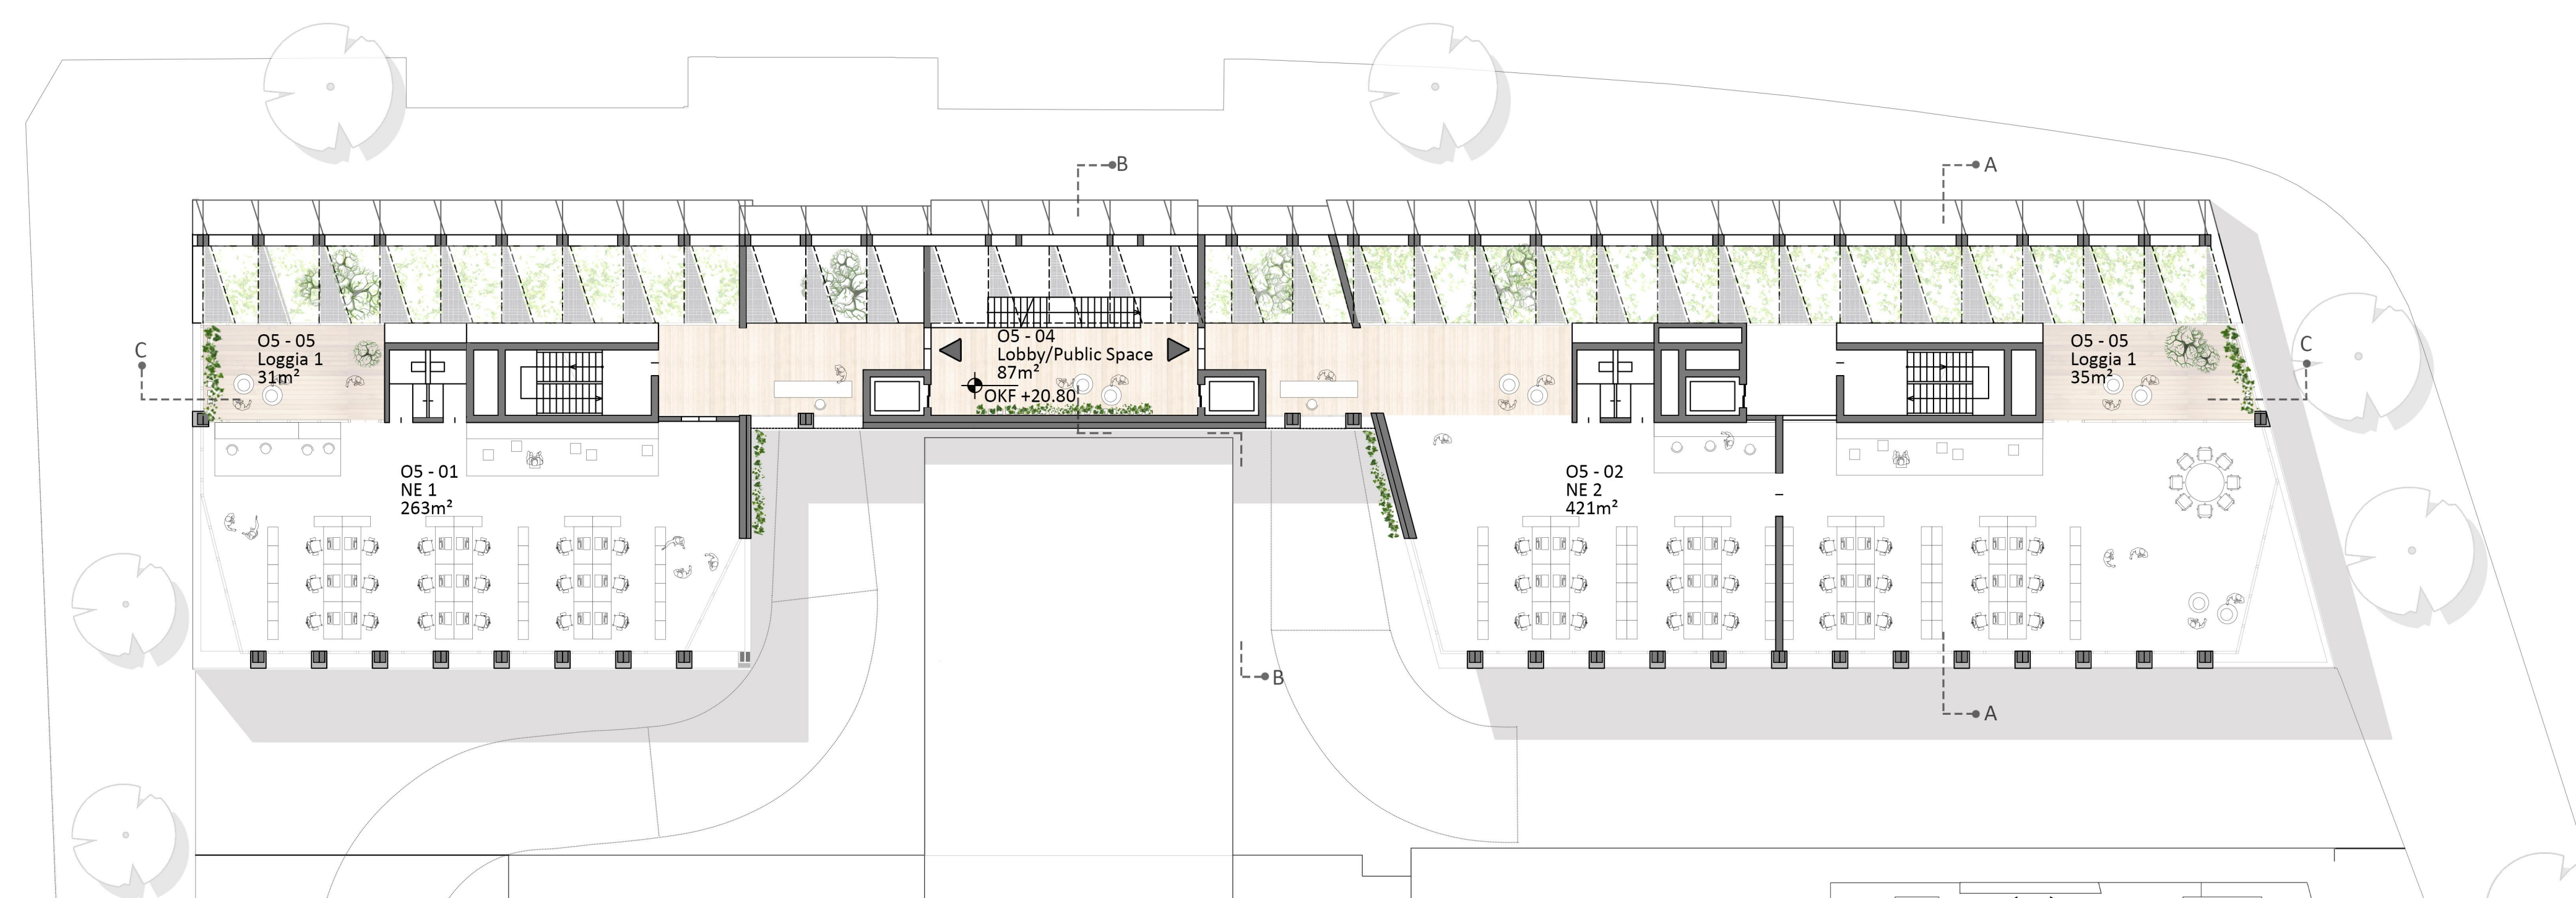 B
A
C
O5 - 05
Loggia 1
31m²
O5 - 04
Lobby/Public Space
87m²
OKF +20.80
O5 - 05
Loggia 1
35m²
C
O5 - 01
NE 1
263m²
O5 - 02
NE 2
421m²
B
A